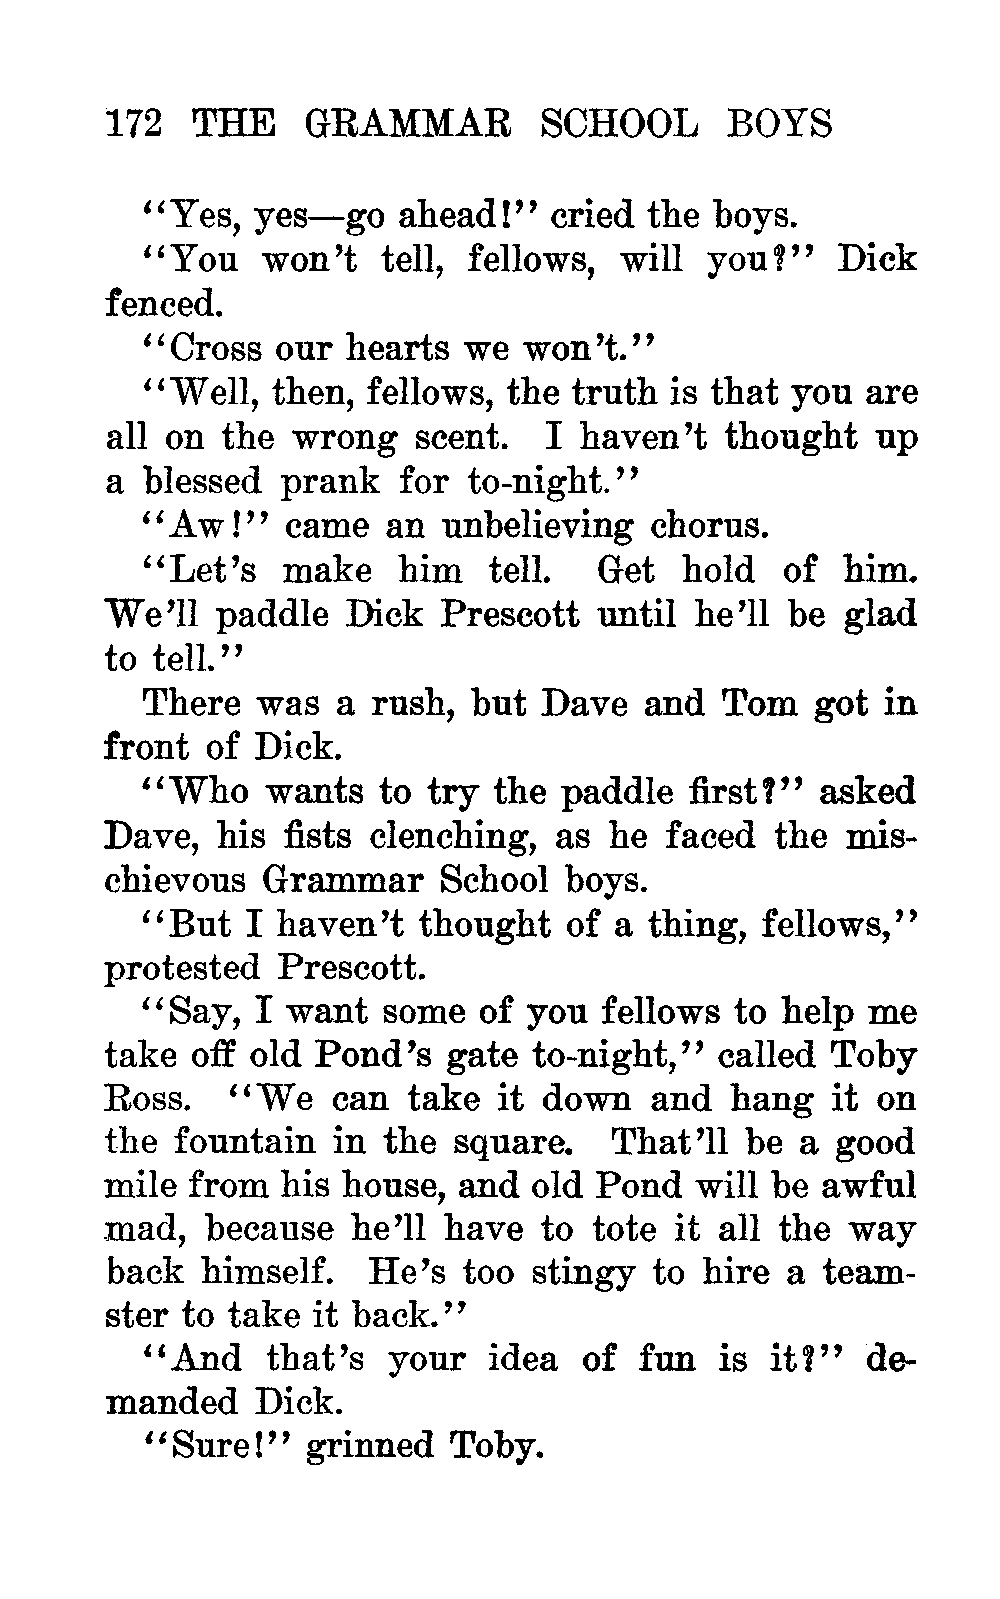 172 THE GRAMMAR SCHOOL BOYS
“Yes, yes—go ahead!” cried the boys.
“You won’t tell, fellows, will you?” Dick
fenced.
“Cross our hearts we won’t.”
“Well, then, fellows, the truth is that you are
all on the wrong scent. I haven’t thought up
a blessed prank for to-night.”
“Aw!” came an unbelieving chorus.
“Let’s make him tell. Get hold of him.
We’ll paddle Dick Prescott until he’ll be glad
to tell.”
There was a rush, but Dave and Tom got in
front of Dick.
“Who wants to try the paddle first?” asked
Dave, his fists clenching, as he faced the mis-
chievous Grammar School boys.
“But I haven’t thought of a thing, fellows,”
protested Prescott.
“Say, I want some of you fellows to help me
take off old Pond’s gate to-night,” called Toby
Ross. “We can take it down and hang it on
the fountain in the square. That’ll be a good
mile from his house, and old Pond will be awful
mad, because he’ll have to tote it all the way
back himself. He’s too stingy to hire a team-
ster to take it back.”
“And that’s your idea of fun is it?” de-
manded Dick.
“Sure!” grinned Toby.